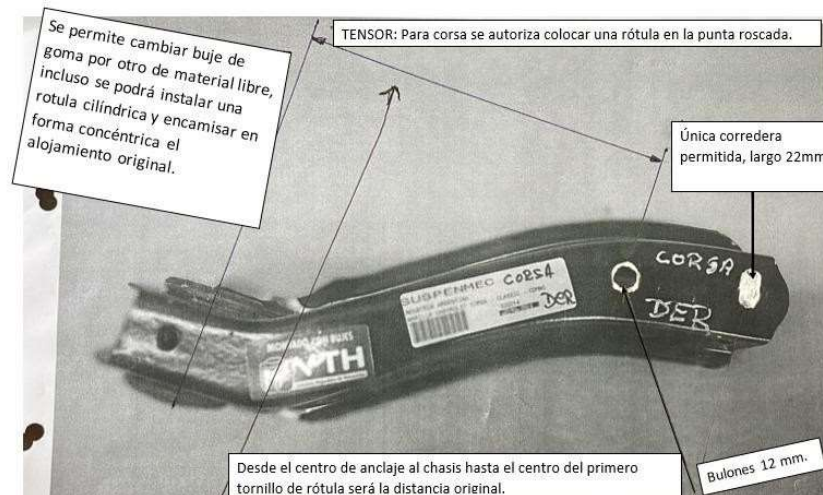 TENSOR: Para corsa se autoriza colocar una rótula en la punta roscada.
Se permite cambiar buje de
goma por otro de material libre,
incluso se podrá instalar una
rotula cilíndrica y encamisar en
forma concéntrica el
alojamiento original.
Única corredera
permitida, largo 22mm
CORSA
DER
SUSPENMEC CORSA
DER
VTH
Desde el centro de anclaje al chasis hasta el centro del primero
tornillo de rótula será la distancia original.
Bulones 12 mm.